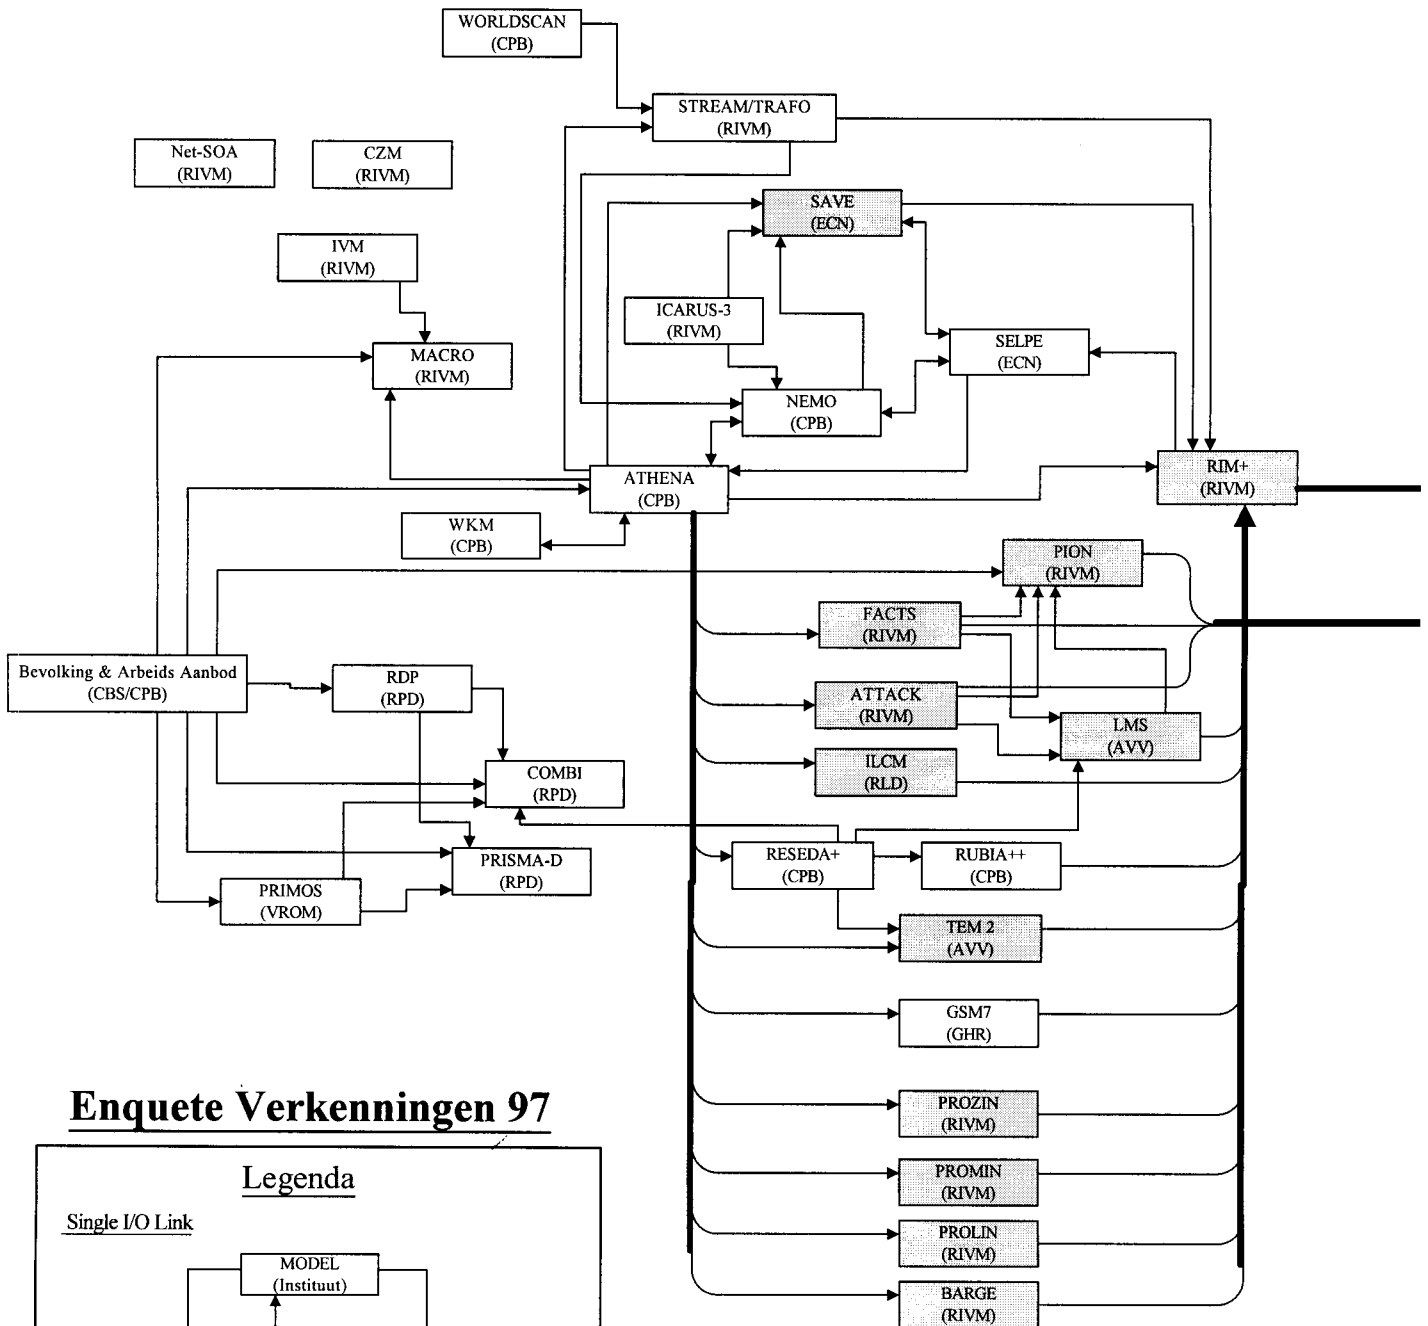 WORLDSCAN
(CPB)
STREAM/TRAFO
(RIVM)
Net-SOA
(RIVM)
CZM
(RIVM)
SAVE
(ECN)
IVM
(RIVM)
ICARUS-3
(RIVM)
SELPE
(ECN)
MACRO
(RIVM)
NEMO
(CPB)
ATHENA
(CPB)
RIM+
(RIVM)
WKM
(CPB)
PION
(RIVM)
FACTS
(RIVM)
Bevolking & Arbeids Aanbod
(CBS/CPB)
RDP
(RPD)
ATTACK
(RIVM)
LMS
(AVV)
ILCM
(RLD)
COMBI
(RPD)
RESEDA+
(CPB)
RUBIA++
(CPB)
PRISMA-D
(RPD)
PRIMOS
(VROM)
TEM 2
(AVV)
GSM7
(GHR)
PROZIN
(RIVM)
PROMIN
(RIVM)
PROLIN
(RIVM)
BARGE
(RIVM)
Enquete Verkenningen 97
Legenda
Single I/O Link
MODEL
(Instituut)